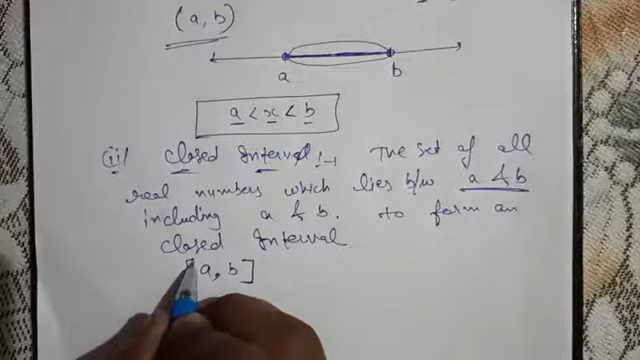 (a, b)
a b
a < x < b
(ii) Closed Interval :→ The set of all
real numbers which lies b/w a & b
including a & b. to form an
Closed Interval
[a, b]